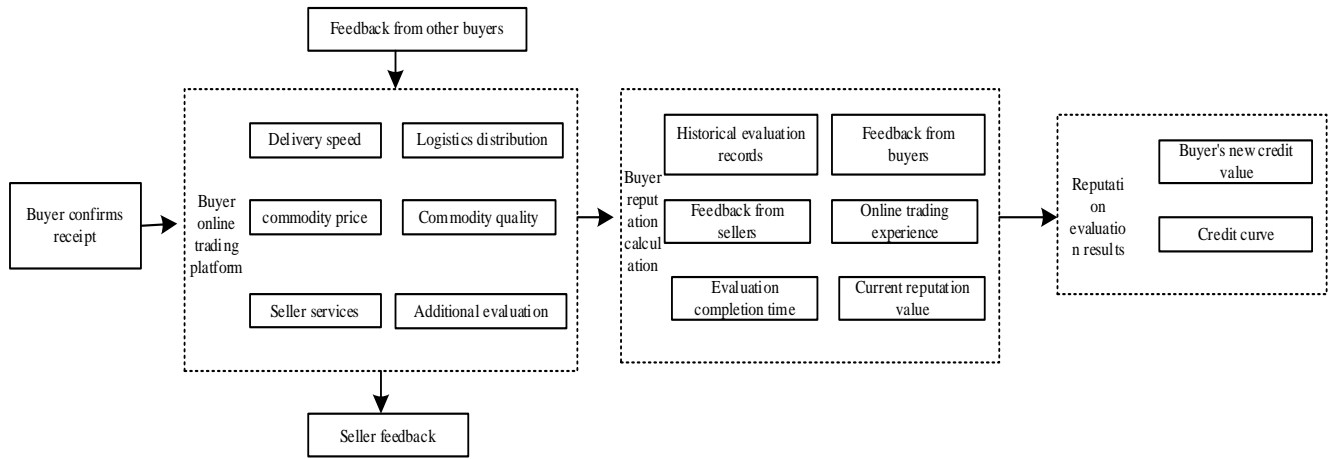 Feedback from other buyers
Buyer confirms
receipt
Buyer
online
trading
platform
Delivery speed
Logistics distribution
commodity price
Commodity quality
Seller services
Additional evaluation
Seller feedback
Buyer
reput
ation
calcul
ation
Historical evaluation
records
Feedback from
buyers
Feedback from
sellers
Online trading
experience
Evaluation
completion time
Current reputation
value
Reputati
on
evaluatio
n results
Buyer's new credit
value
Credit curve